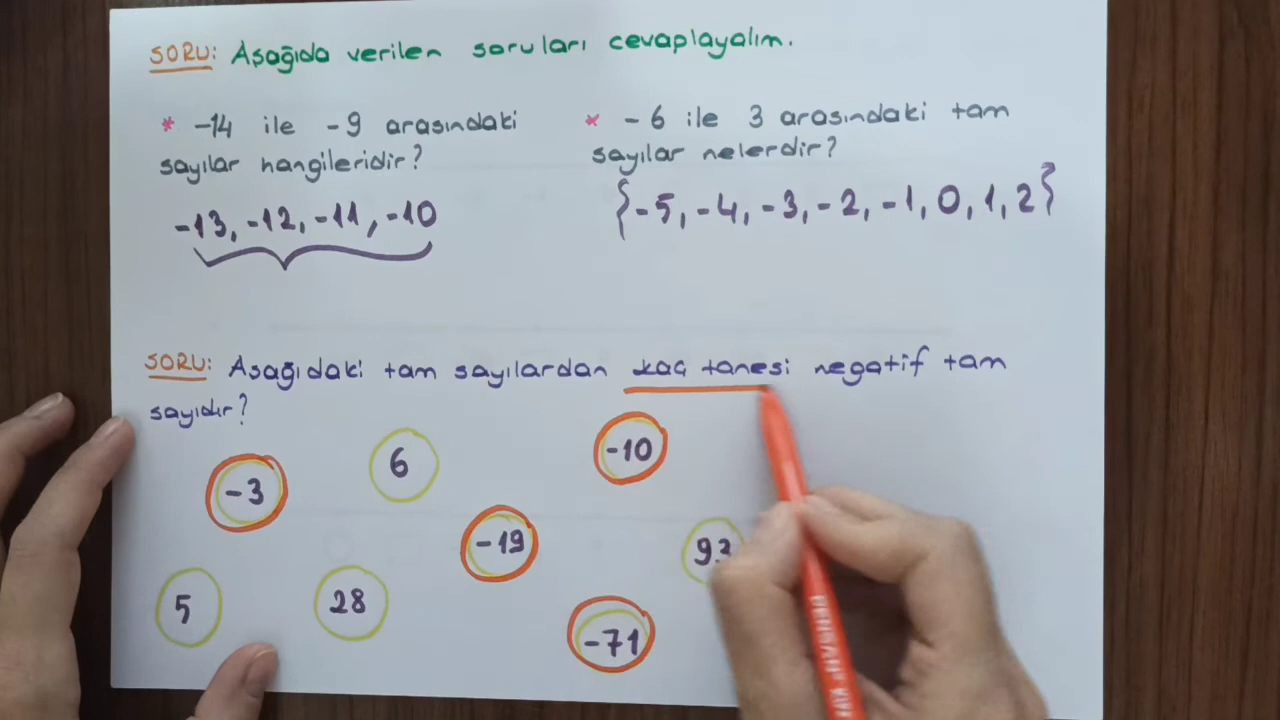 SORU: Aşağıda verilen soruları cevaplayalım.
* -14 ile -9 arasındaki
sayılar hangileridir?
-13, -12, -11, -10
* -6 ile 3 arasındaki tam
sayılar nelerdir?
{-5, -4, -3, -2, -1, 0, 1, 2}
SORU: Aşağıdaki tam sayılardan kaç tanesi negatif tam
sayıdır?
-3
6
-10
-19
5
28
-71